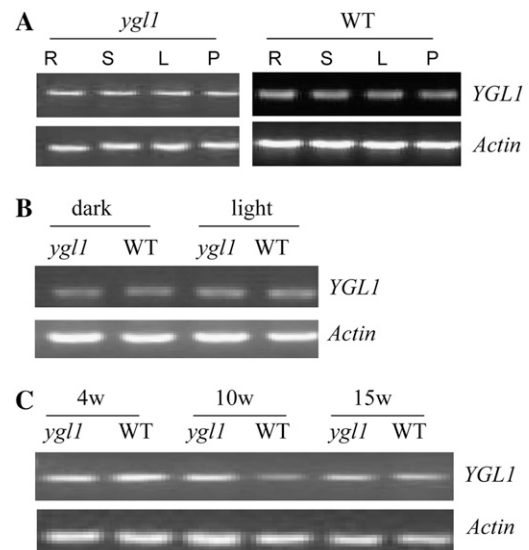 A ygl1 WT
R S L P R S L P
YGL1
Actin
B dark light
ygl1 WT ygl1 WT
YGL1
Actin
C 4w 10w 15w
ygl1 WT ygl1 WT ygl1 WT
YGL1
Actin